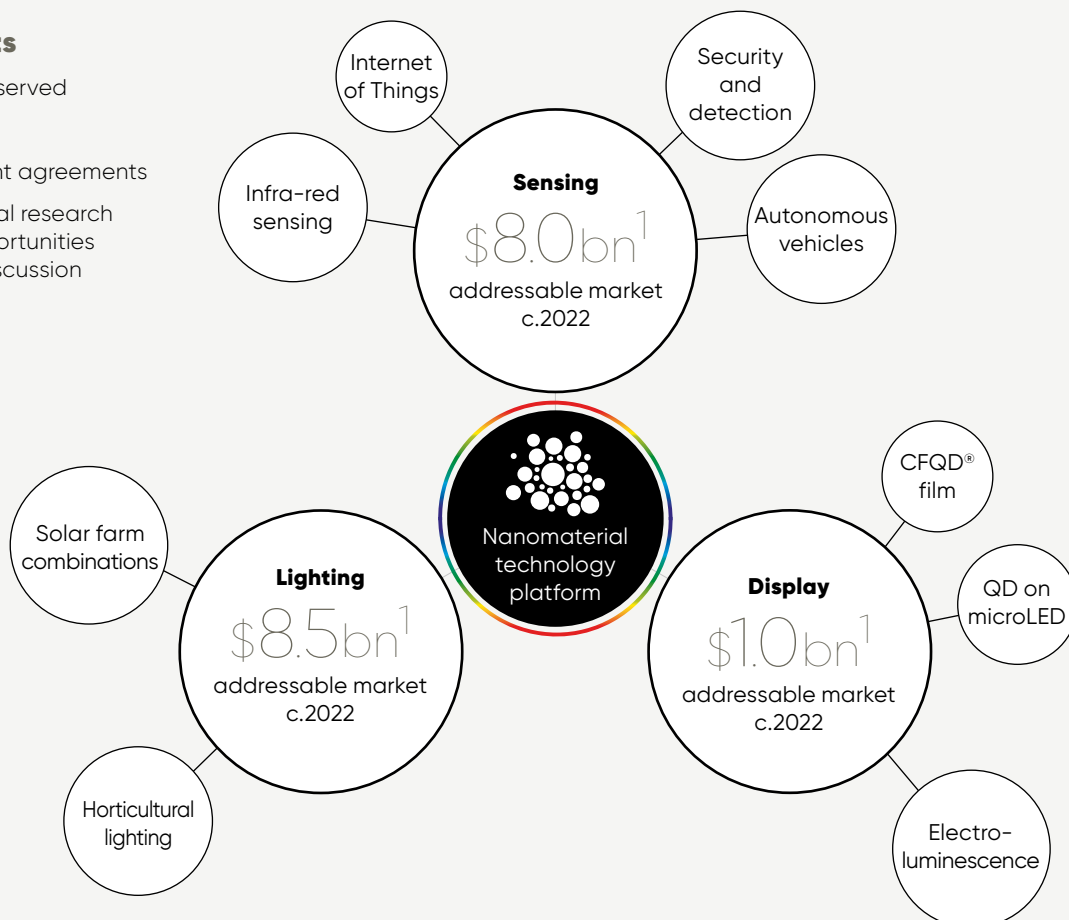 ts
served
nt agreements
al research
ortunities
scussion
Internet
of Things
Security
and
detection
Infra-red
sensing
Sensing
$8.0bn¹
addressable market
c.2022
Autonomous
vehicles
Nanomaterial
technology
platform
CFQD®
film
Solar farm
combinations
Lighting
$8.5bn¹
addressable market
c.2022
Display
$1.0bn¹
addressable market
c.2022
QD on
microLED
Horticultural
lighting
Electro-
luminescence